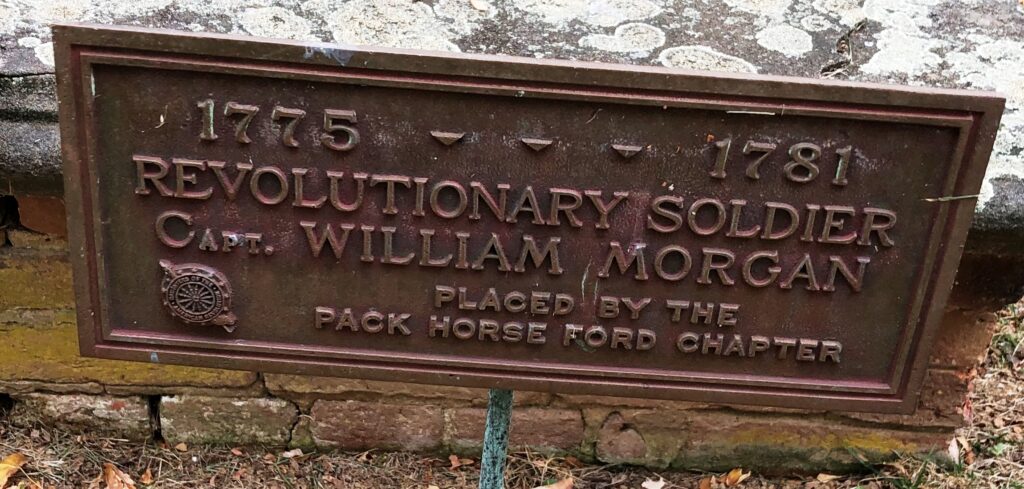 1775 1781
REVOLUTIONARY SOLDIER
CAPT. WILLIAM MORGAN
PLACED BY THE
PACK HORSE FORD CHAPTER